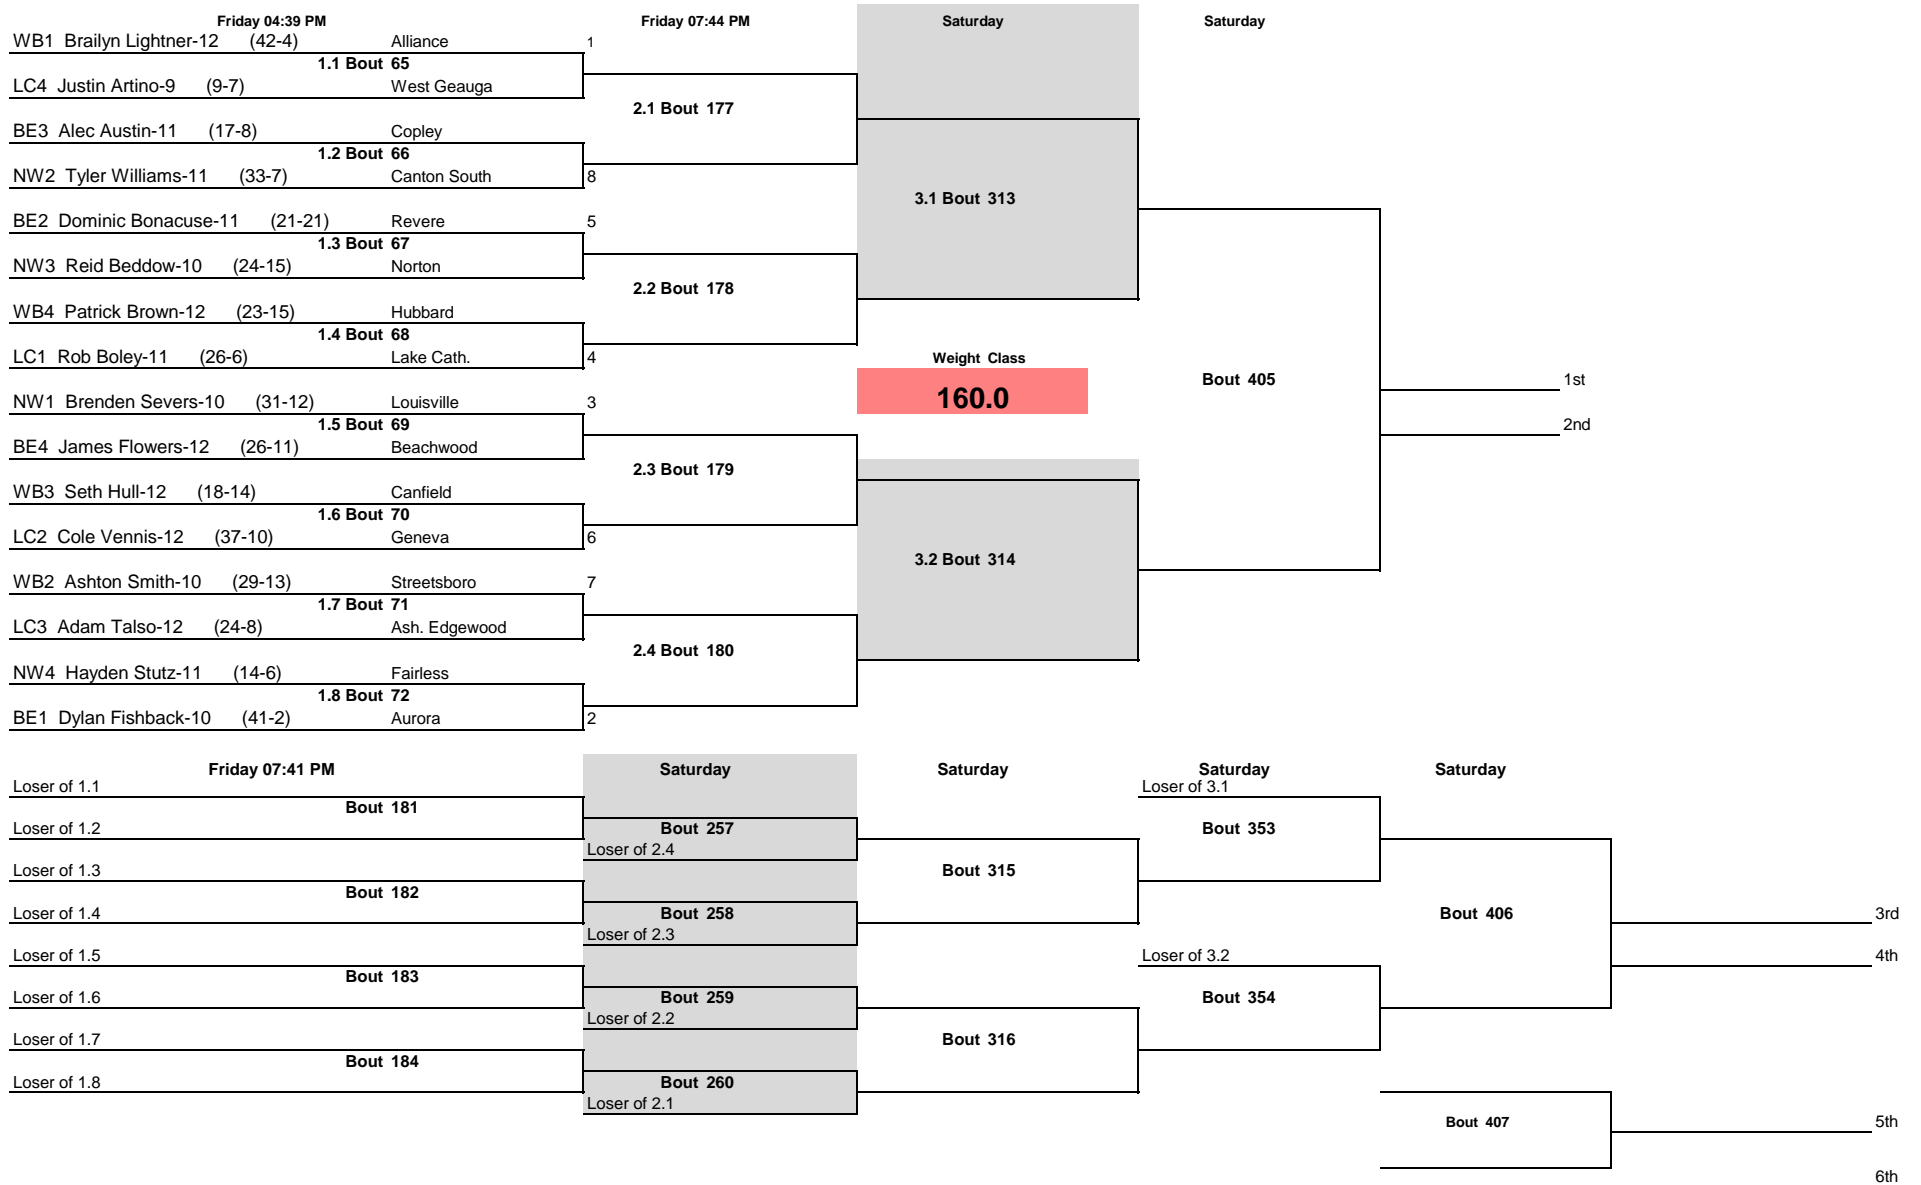 Friday 04:39 PM Friday 07:44 PM Saturday Saturday
WB1 Brailyn Lightner-12 (42-4) Alliance 1
1.1 Bout 65
LC4 Justin Artino-9 (9-7) West Geauga
2.1 Bout 177
BE3 Alec Austin-11 (17-8) Copley
1.2 Bout 66
NW2 Tyler Williams-11 (33-7) Canton South 8
3.1 Bout 313
BE2 Dominic Bonacuse-11 (21-21) Revere 5
1.3 Bout 67
NW3 Reid Beddow-10 (24-15) Norton
2.2 Bout 178
WB4 Patrick Brown-12 (23-15) Hubbard
1.4 Bout 68
LC1 Rob Boley-11 (26-6) Lake Cath. 4 Weight Class
Bout 405 1st
NW1 Brenden Severs-10 (31-12) Louisville 3 160.0
1.5 Bout 69 2nd
BE4 James Flowers-12 (26-11) Beachwood
2.3 Bout 179
WB3 Seth Hull-12 (18-14) Canfield
1.6 Bout 70
LC2 Cole Vennis-12 (37-10) Geneva 6
3.2 Bout 314
WB2 Ashton Smith-10 (29-13) Streetsboro 7
1.7 Bout 71
LC3 Adam Talso-12 (24-8) Ash. Edgewood
2.4 Bout 180
NW4 Hayden Stutz-11 (14-6) Fairless
1.8 Bout 72
BE1 Dylan Fishback-10 (41-2) Aurora 2
Friday 07:41 PM Saturday Saturday Saturday Saturday
Loser of 1.1 Loser of 3.1
Bout 181
Loser of 1.2 Bout 257 Bout 353
Loser of 2.4
Loser of 1.3 Bout 315
Bout 182
Loser of 1.4 Bout 258 Bout 406 3rd
Loser of 2.3
Loser of 1.5 Loser of 3.2 4th
Bout 183
Loser of 1.6 Bout 259 Bout 354
Loser of 2.2
Loser of 1.7 Bout 316
Bout 184
Loser of 1.8 Bout 260
Loser of 2.1
Bout 407 5th
6th